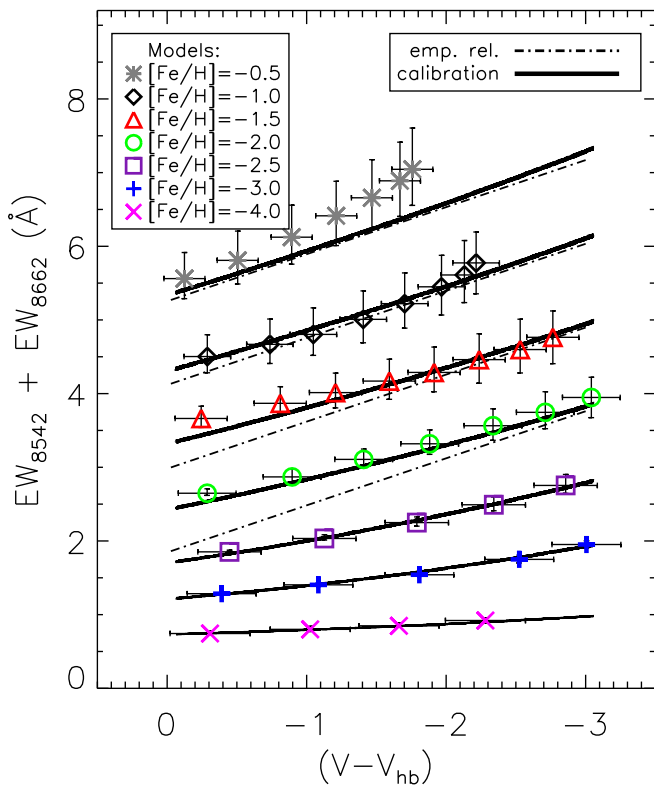 Models:
[Fe/H]=−0.5
[Fe/H]=−1.0
[Fe/H]=−1.5
[Fe/H]=−2.0
[Fe/H]=−2.5
[Fe/H]=−3.0
[Fe/H]=−4.0
emp. rel.
calibration
8
6
4
2
0
EW8542 + EW8662 (Å)
0 −1 −2 −3
(V−Vhb)